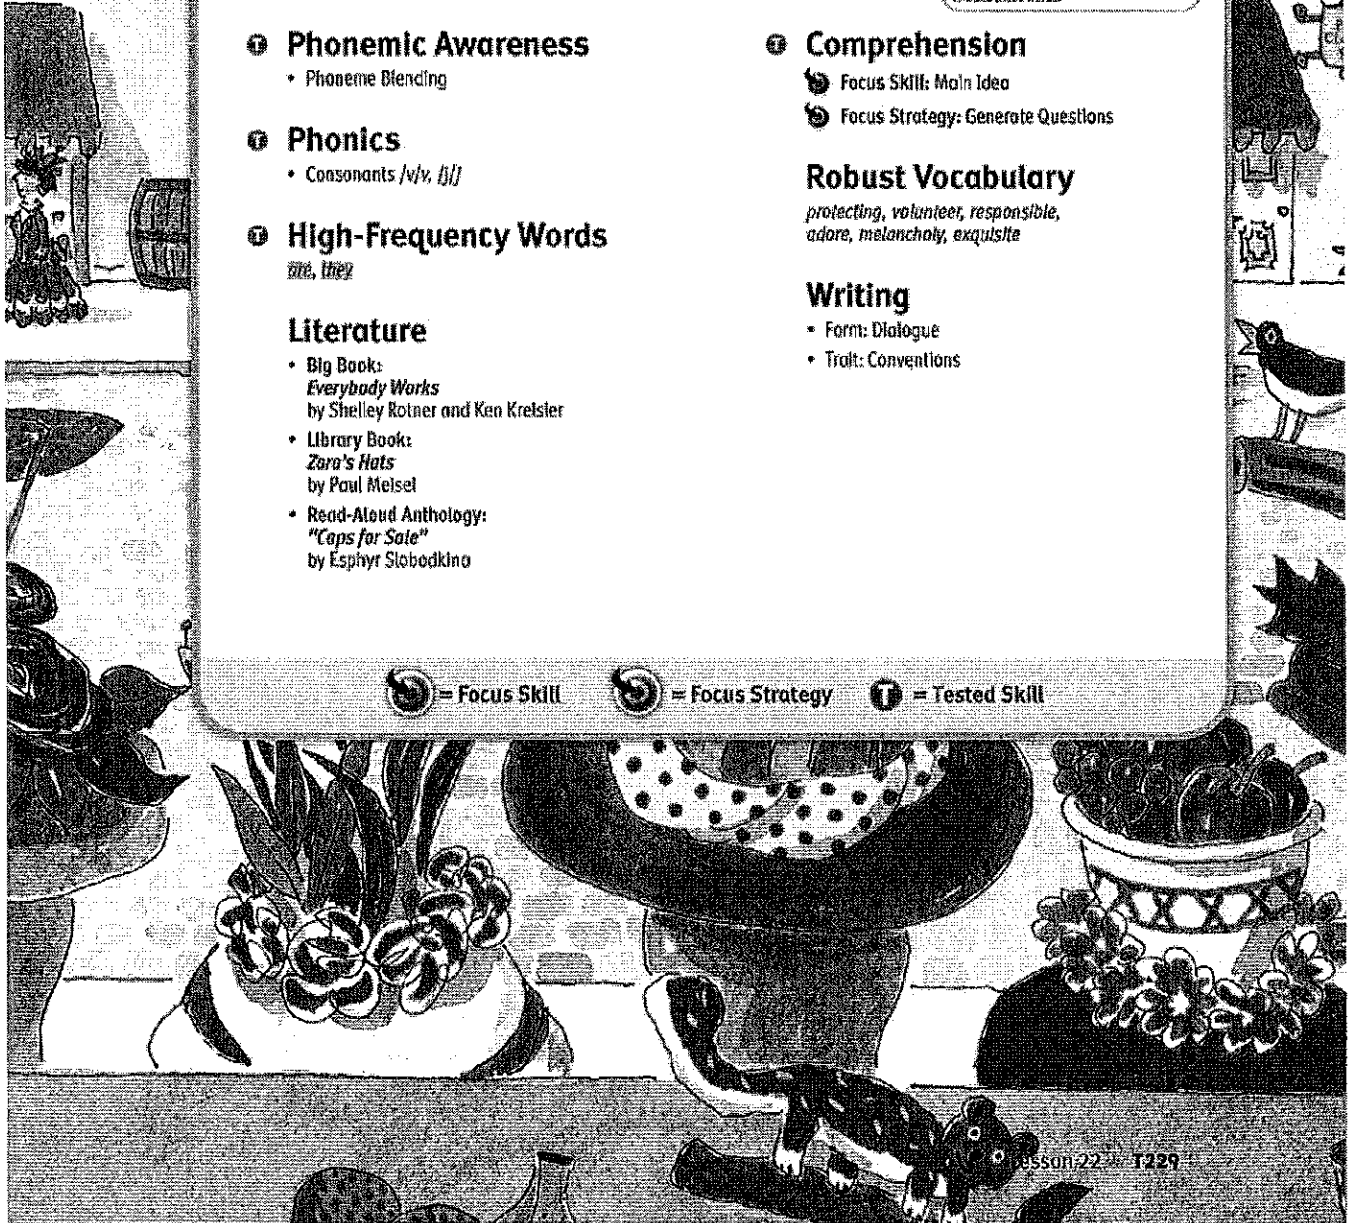 Phonemic Awareness
• Phoneme Blending
Phonics
• Consonants /v/v, /j/j
High-Frequency Words
are, they
Literature
• Big Book:
Everybody Works
by Shelley Rotner and Ken Kreisler
• Library Book:
Zara's Hats
by Paul Meisel
• Read-Aloud Anthology:
"Caps for Sale"
by Esphyr Slobodkina
Comprehension
Focus Skill: Main Idea
Focus Strategy: Generate Questions
Robust Vocabulary
protecting, volunteer, responsible,
adore, melancholy, exquisite
Writing
• Form: Dialogue
• Trait: Conventions
= Focus Skill = Focus Strategy T = Tested Skill
Lesson 22 • T229